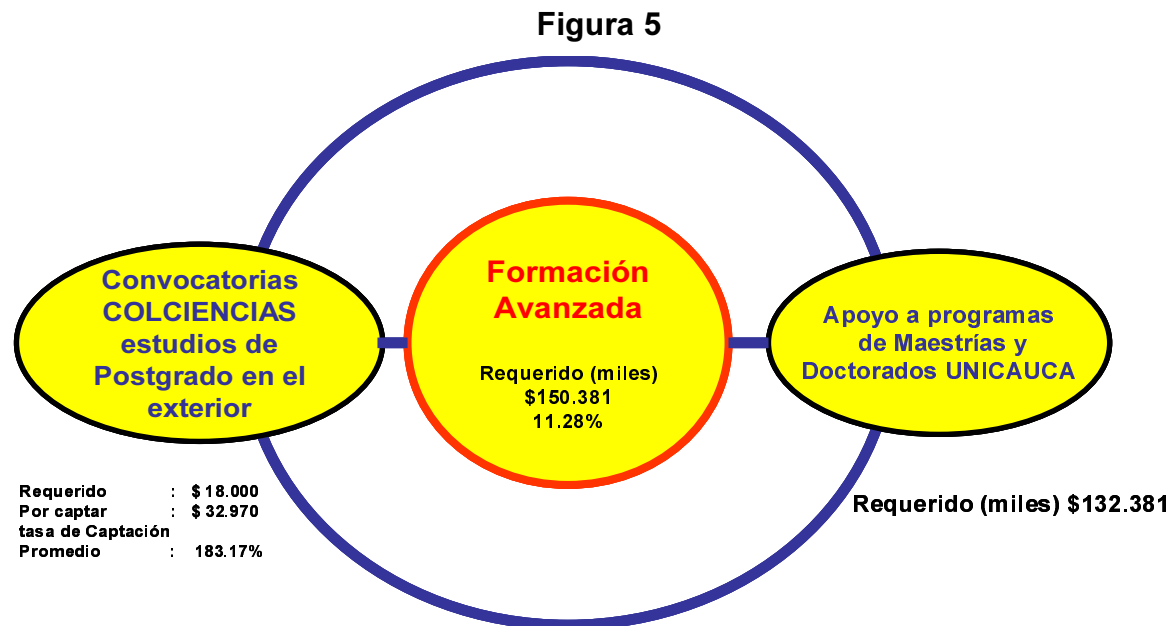 Figura 5
Convocatorias
COLCIENCIAS
estudios de
Postgrado en el
exterior
Formación
Avanzada
Requerido (miles)
$150.381
11.28%
Apoyo a programas
de Maestrías y
Doctorados UNICAUCA
Requerido : $ 18.000
Por captar : $ 32.970
tasa de Captación
Promedio : 183.17%
Requerido (miles) $132.381